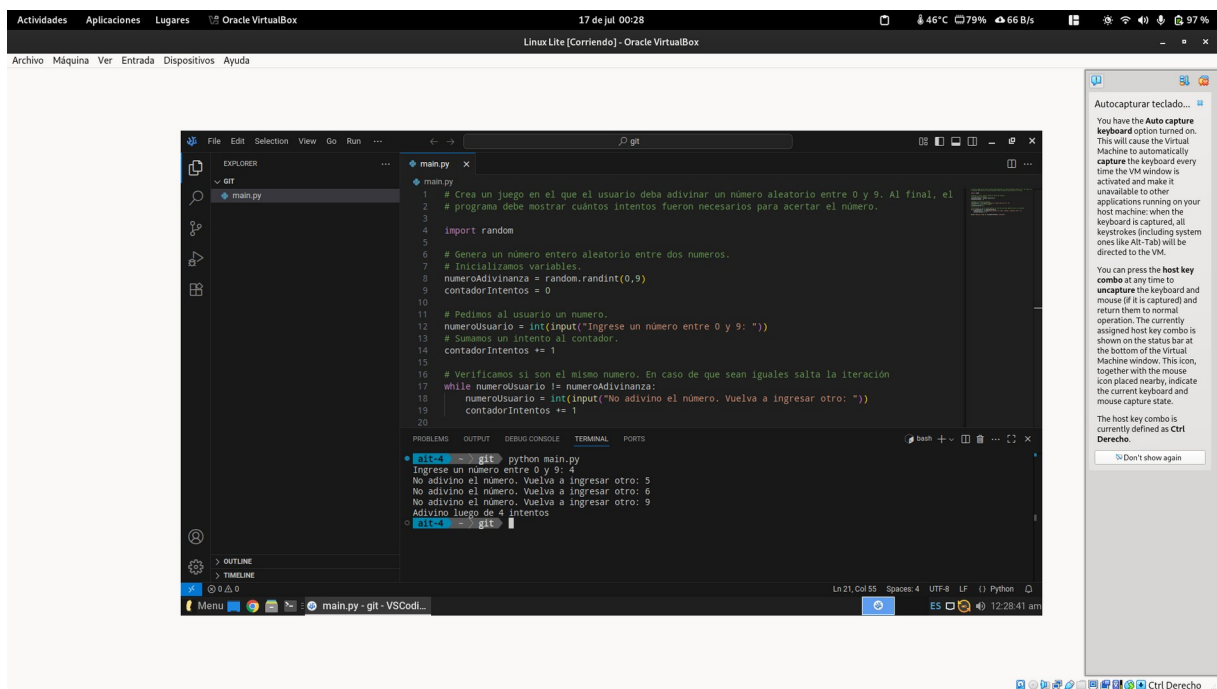 Actividades Aplicaciones Lugares Oracle VirtualBox 17 de jul 00:28 46°C 79% 66 B/s 97 %
Linux Lite [Corriendo] - Oracle VirtualBox
Archivo Máquina Ver Entrada Dispositivos Ayuda
File Edit Selection View Go Run ··· git
EXPLORER ···
GIT
main.py
OUTLINE
TIMELINE
main.py ×
main.py
1 # Crea un juego en el que el usuario deba adivinar un número aleatorio entre 0 y 9. Al final, el
2 # programa debe mostrar cuántos intentos fueron necesarios para acertar el número.
3
4 import random
5
6 # Genera un número entero aleatorio entre dos numeros.
7 # Inicializamos variables.
8 numeroAdivinanza = random.randint(0,9)
9 contadorIntentos = 0
10
11 # Pedimos al usuario un numero.
12 numeroUsuario = int(input("Ingrese un número entre 0 y 9: "))
13 # Sumamos un intento al contador.
14 contadorIntentos += 1
15
16 # Verificamos si son el mismo numero. En caso de que sean iguales salta la iteración
17 while numeroUsuario != numeroAdivinanza:
18 numeroUsuario = int(input("No adivino el número. Vuelva a ingresar otro: "))
19 contadorIntentos += 1
20
PROBLEMS OUTPUT DEBUG CONSOLE TERMINAL PORTS bash
ait-4 ~ git python main.py
Ingrese un número entre 0 y 9: 4
No adivino el número. Vuelva a ingresar otro: 5
No adivino el número. Vuelva a ingresar otro: 6
No adivino el número. Vuelva a ingresar otro: 9
Adivino luego de 4 intentos
ait-4 ~ git
0 0 Ln 21, Col 55 Spaces: 4 UTF-8 LF {} Python
Menu main.py - git - VSCodi... ES 12:28:41 am
Autocapturar teclado...
You have the Auto capture
keyboard option turned on.
This will cause the Virtual
Machine to automatically
capture the keyboard every
time the VM window is
activated and make it
unavailable to other
applications running on your
host machine: when the
keyboard is captured, all
keystrokes (including system
ones like Alt-Tab) will be
directed to the VM.
You can press the host key
combo at any time to
uncapture the keyboard and
mouse (if it is captured) and
return them to normal
operation. The currently
assigned host key combo is
shown on the status bar at
the bottom of the Virtual
Machine window. This icon,
together with the mouse
icon placed nearby, indicate
the current keyboard and
mouse capture state.
The host key combo is
currently defined as Ctrl
Derecho.
Don't show again
Ctrl Derecho